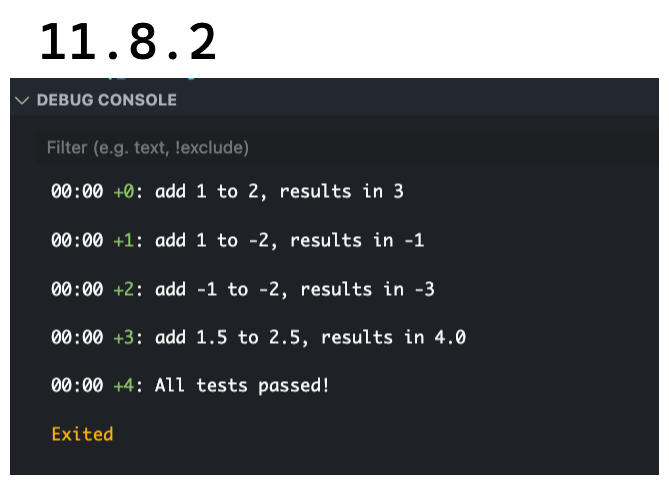 11.8.2
DEBUG CONSOLE
Filter (e.g. text, !exclude)
00:00 +0: add 1 to 2, results in 3
00:00 +1: add 1 to -2, results in -1
00:00 +2: add -1 to -2, results in -3
00:00 +3: add 1.5 to 2.5, results in 4.0
00:00 +4: All tests passed!
Exited